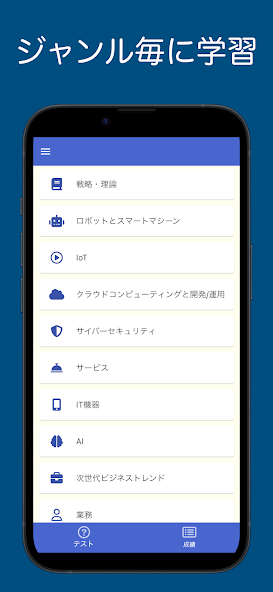 ジャンル毎に学習
戦略・理論
ロボットとスマートマシーン
IoT
クラウドコンピューティングと開発/運用
サイバーセキュリティ
サービス
IT機器
AI
次世代ビジネストレンド
業務
テスト
成績